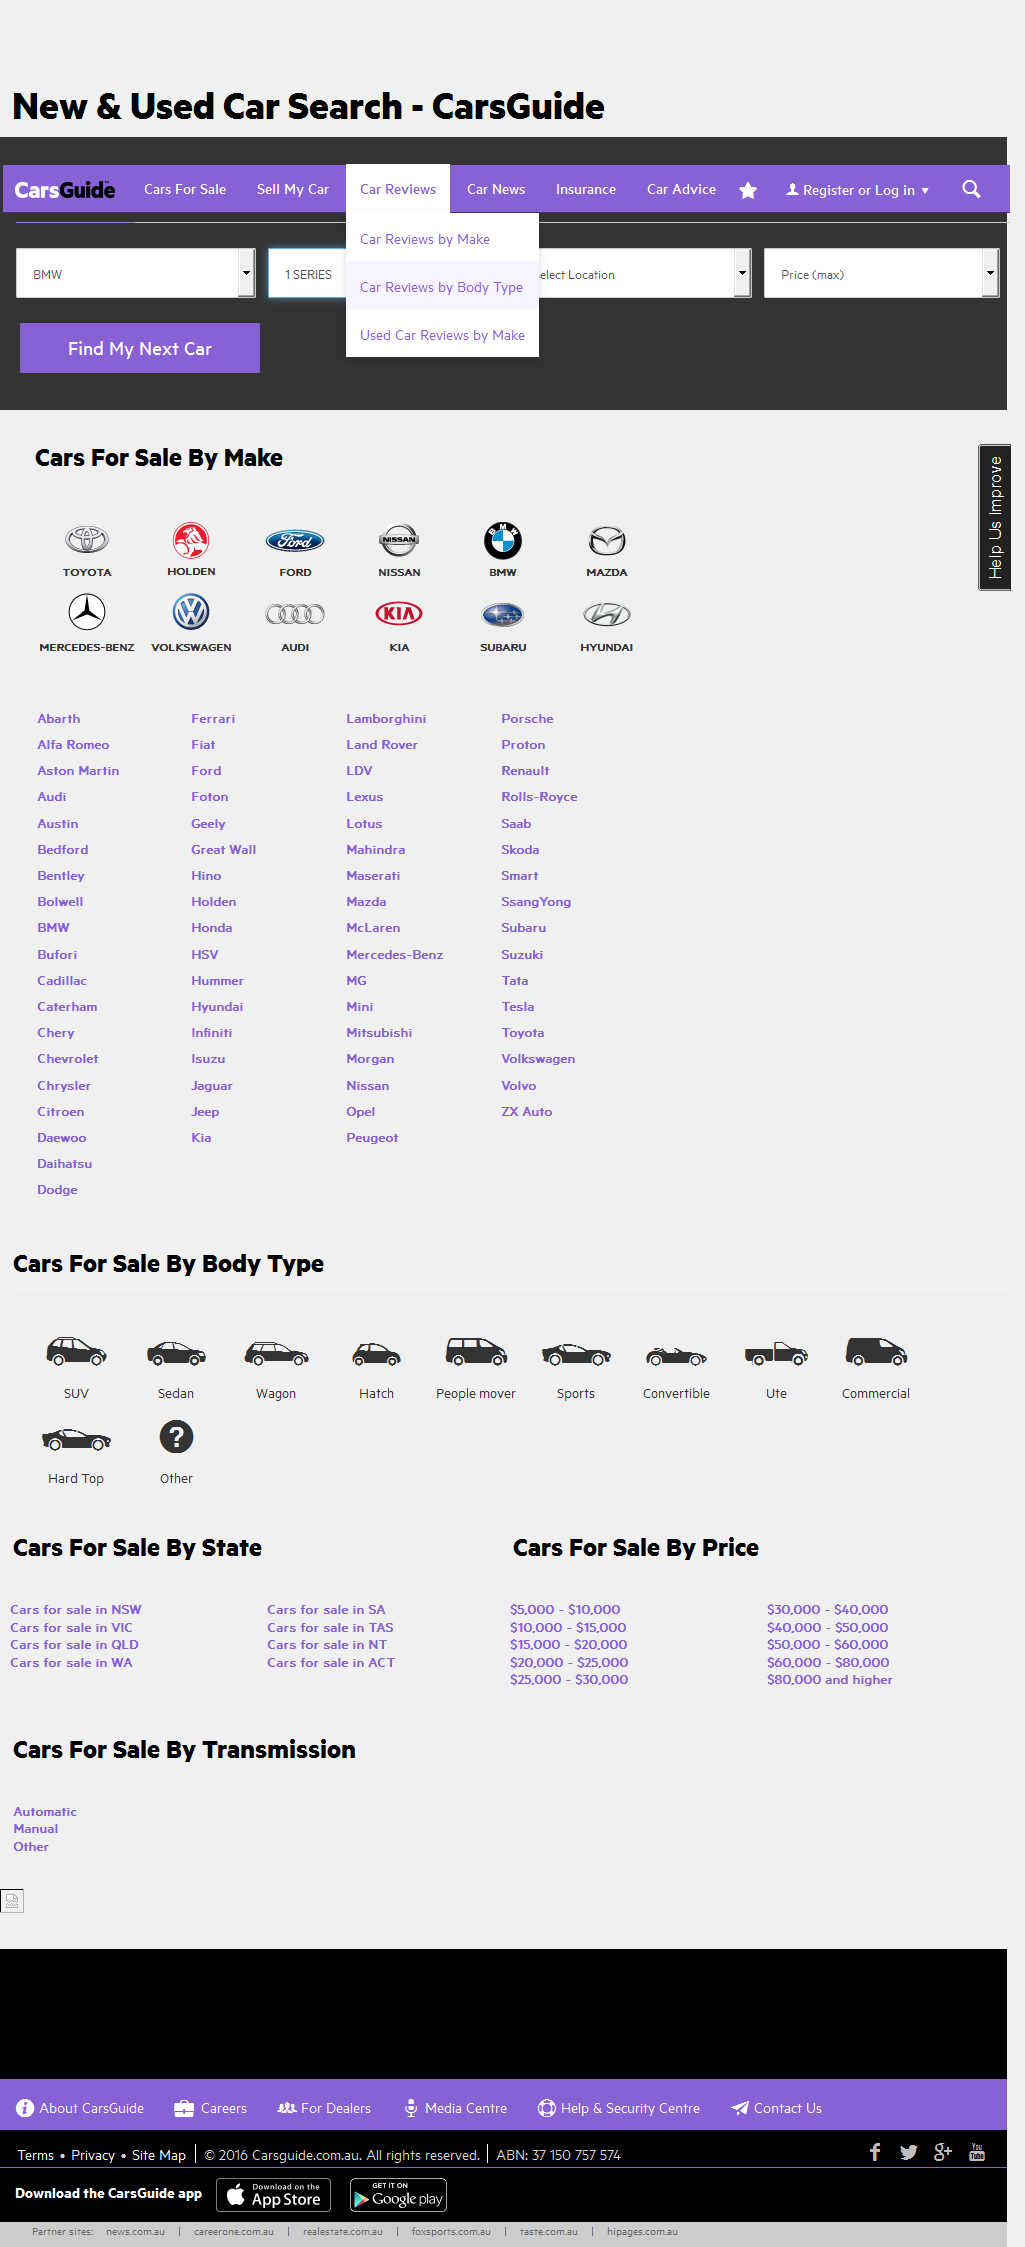 New & Used Car Search - CarsGuide
CarsGuide Cars For Sale Sell My Car Car Reviews Car News Insurance Car Advice Register or Log in
Car Reviews by Make
Car Reviews by Body Type
Used Car Reviews by Make
BMW 1 SERIES elect Location Price (max)
Find My Next Car
Help Us Improve
Cars For Sale By Make
TOYOTA HOLDEN FORD NISSAN BMW MAZDA
MERCEDES-BENZ VOLKSWAGEN AUDI KIA SUBARU HYUNDAI
Abarth Ferrari Lamborghini Porsche
Alfa Romeo Fiat Land Rover Proton
Aston Martin Ford LDV Renault
Audi Foton Lexus Rolls-Royce
Austin Geely Lotus Saab
Bedford Great Wall Mahindra Skoda
Bentley Hino Maserati Smart
Bolwell Holden Mazda SsangYong
BMW Honda McLaren Subaru
Bufori HSV Mercedes-Benz Suzuki
Cadillac Hummer MG Tata
Caterham Hyundai Mini Tesla
Chery Infiniti Mitsubishi Toyota
Chevrolet Isuzu Morgan Volkswagen
Chrysler Jaguar Nissan Volvo
Citroen Jeep Opel ZX Auto
Daewoo Kia Peugeot
Daihatsu
Dodge
Cars For Sale By Body Type
SUV Sedan Wagon Hatch People mover Sports Convertible Ute Commercial
Hard Top Other
Cars For Sale By State
Cars for sale in NSW Cars for sale in SA
Cars for sale in VIC Cars for sale in TAS
Cars for sale in QLD Cars for sale in NT
Cars for sale in WA Cars for sale in ACT
Cars For Sale By Price
$5,000 - $10,000 $30,000 - $40,000
$10,000 - $15,000 $40,000 - $50,000
$15,000 - $20,000 $50,000 - $60,000
$20,000 - $25,000 $60,000 - $80,000
$25,000 - $30,000 $80,000 and higher
Cars For Sale By Transmission
Automatic
Manual
Other
About CarsGuide Careers For Dealers Media Centre Help & Security Centre Contact Us
Terms • Privacy • Site Map | © 2016 Carsguide.com.au. All rights reserved. | ABN: 37 150 757 574
Download the CarsGuide app Download on the App Store GET IT ON Google play
Partner sites: news.com.au | careerone.com.au | realestate.com.au | foxsports.com.au | taste.com.au | hipages.com.au